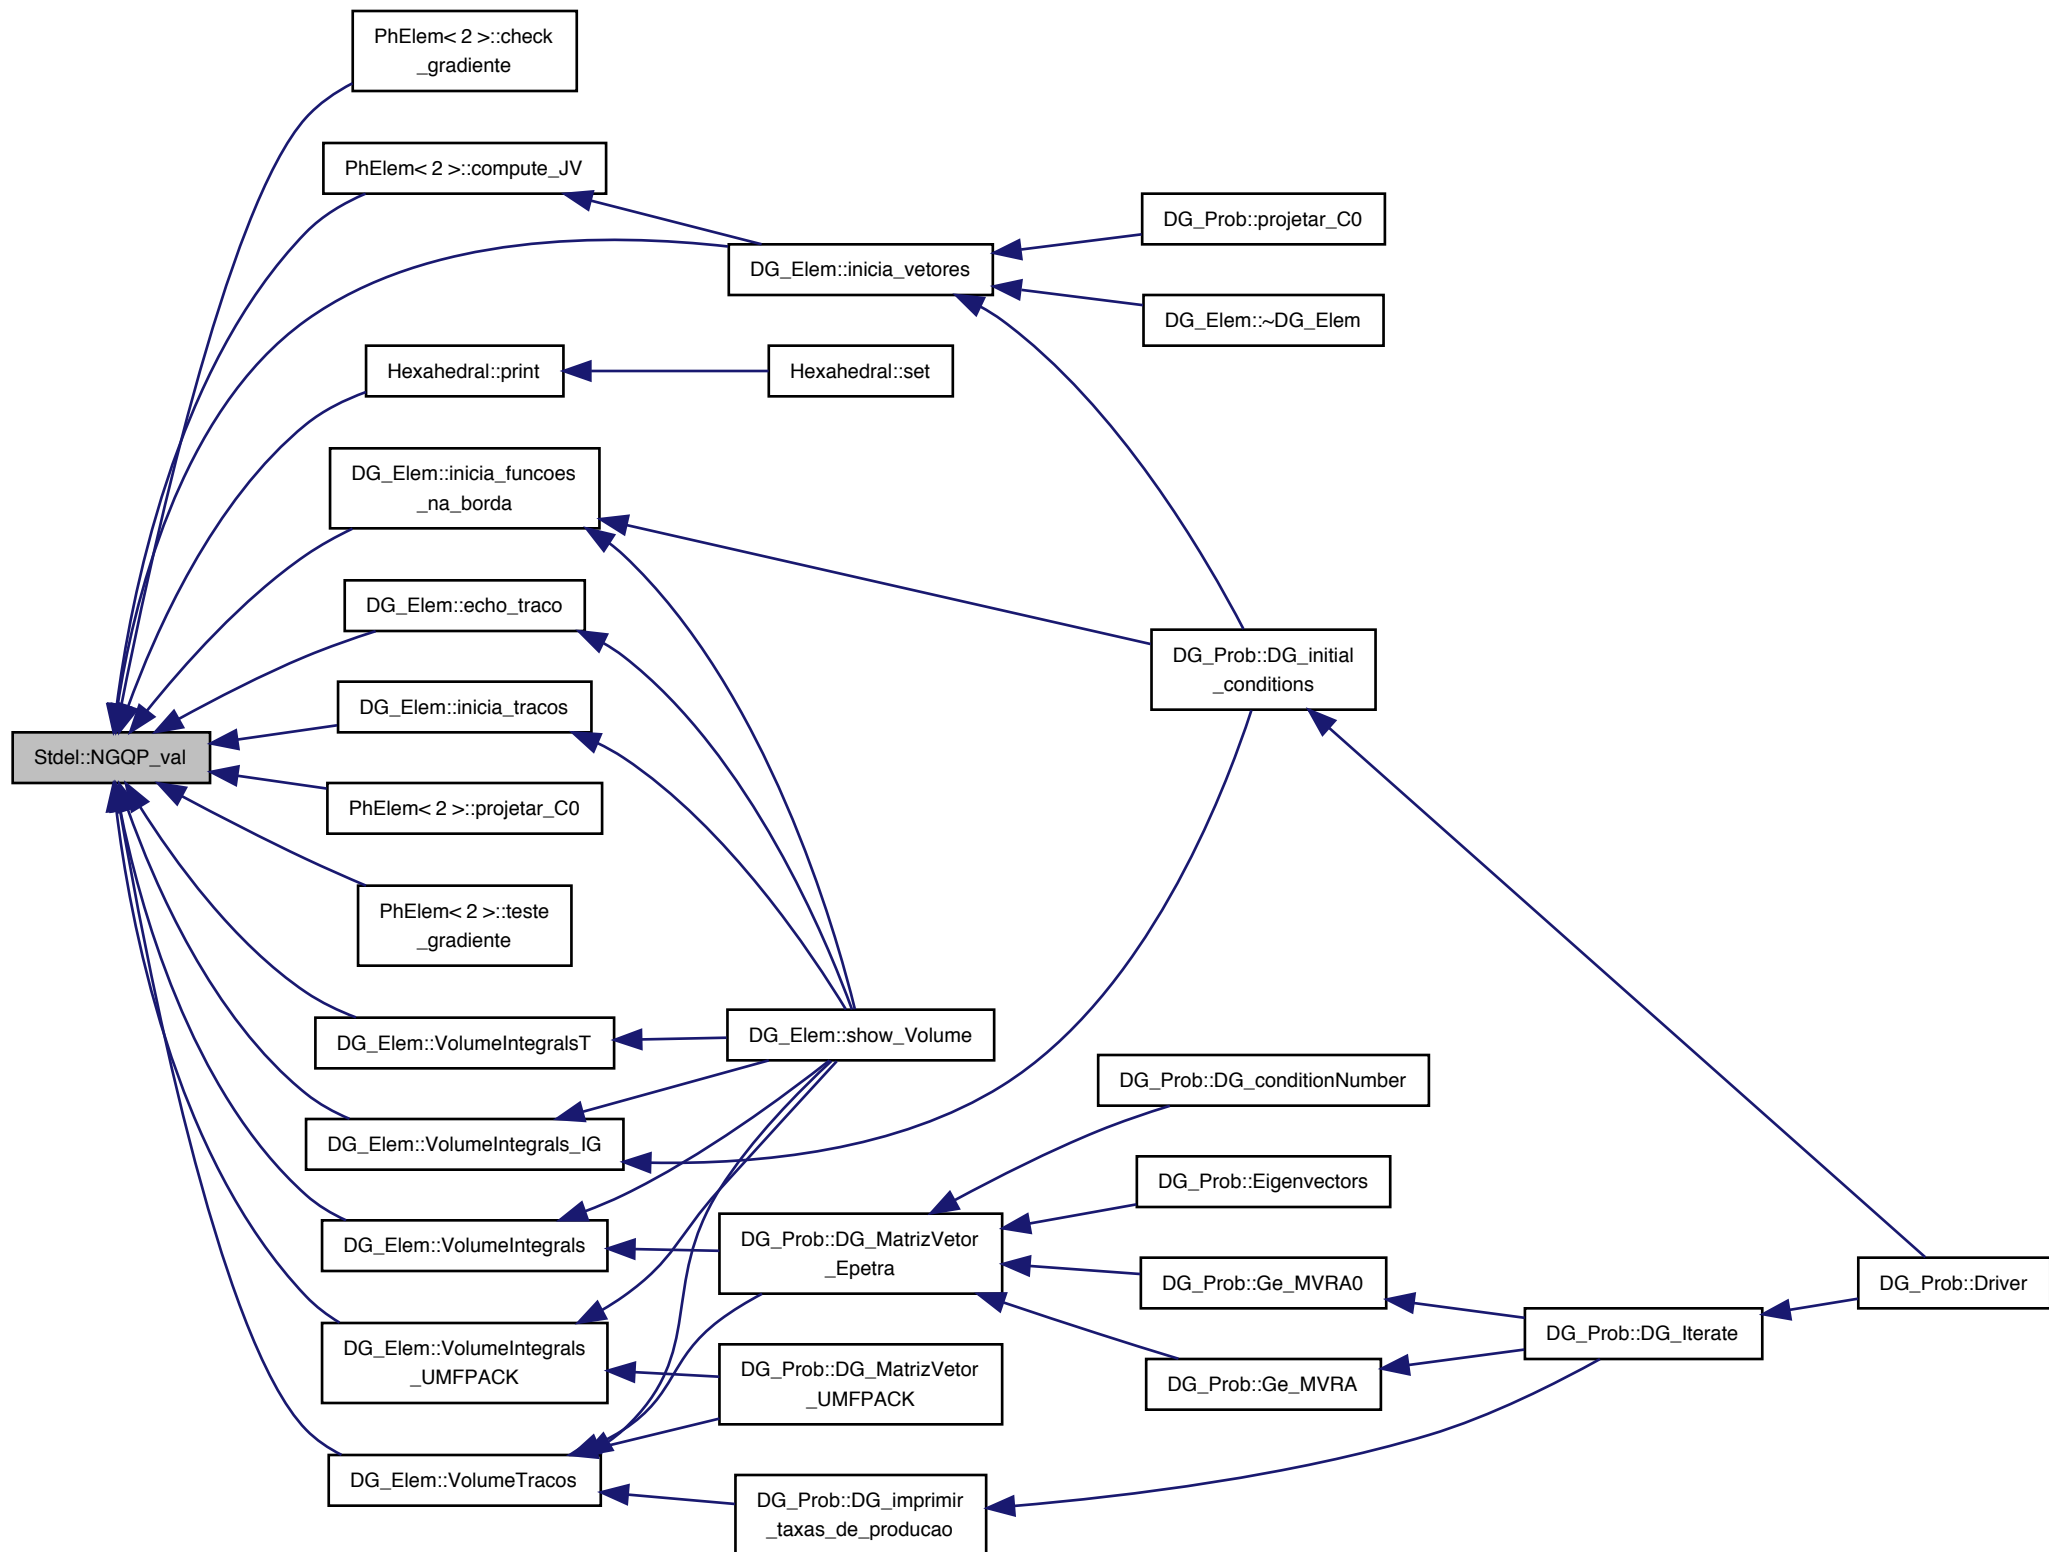 PhElem< 2 >::check
_gradiente
PhElem< 2 >::compute_JV
DG_Prob::projetar_C0
DG_Elem::inicia_vetores
DG_Elem::~DG_Elem
Hexahedral::print
Hexahedral::set
DG_Elem::inicia_funcoes
_na_borda
DG_Elem::echo_traco
DG_Prob::DG_initial
_conditions
DG_Elem::inicia_tracos
Stdel::NGQP_val
PhElem< 2 >::projetar_C0
PhElem< 2 >::teste
_gradiente
DG_Elem::show_Volume
DG_Elem::VolumeIntegralsT
DG_Prob::DG_conditionNumber
DG_Elem::VolumeIntegrals_IG
DG_Prob::Eigenvectors
DG_Elem::VolumeIntegrals
DG_Prob::DG_MatrizVetor
_Epetra
DG_Prob::Ge_MVRA0
DG_Prob::Driver
DG_Prob::DG_Iterate
DG_Elem::VolumeIntegrals
_UMFPACK
DG_Prob::DG_MatrizVetor
_UMFPACK
DG_Prob::Ge_MVRA
DG_Elem::VolumeTracos
DG_Prob::DG_imprimir
_taxas_de_producao